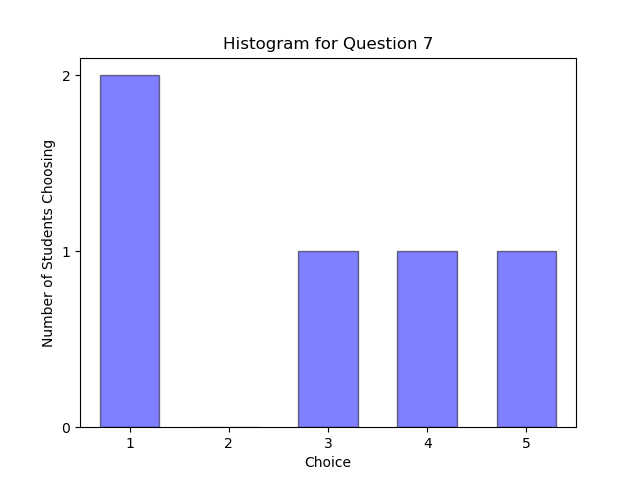 Histogram for Question 7
Number of Students Choosing
2
1
0
1 2 3 4 5
Choice